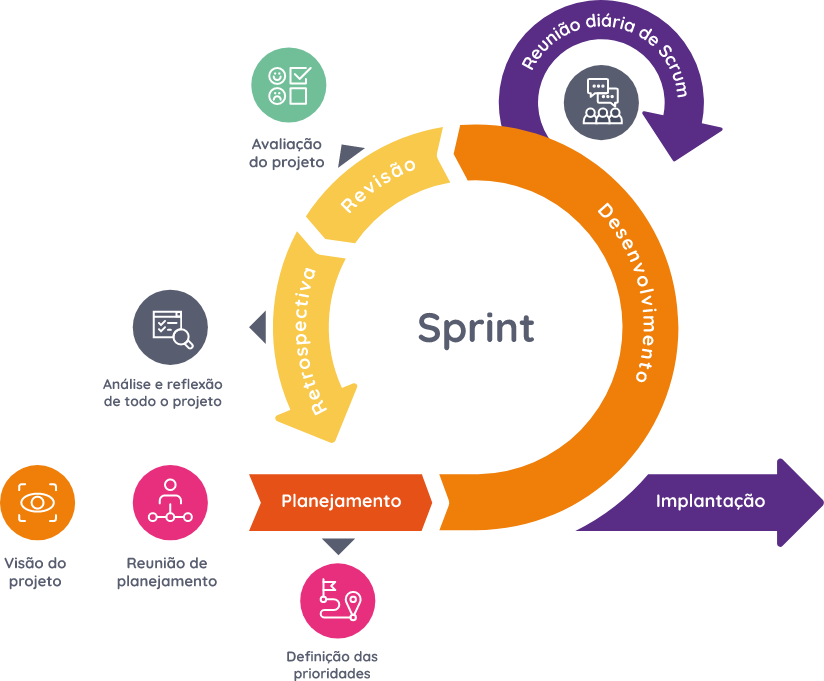 Reunião diária de Scrum
Avaliação
do projeto
Revisão
Desenvolvimento
Retrospectiva
Sprint
Análise e reflexão
de todo o projeto
Planejamento
Implantação
Visão do
projeto
Reunião de
planejamento
Definição das
prioridades